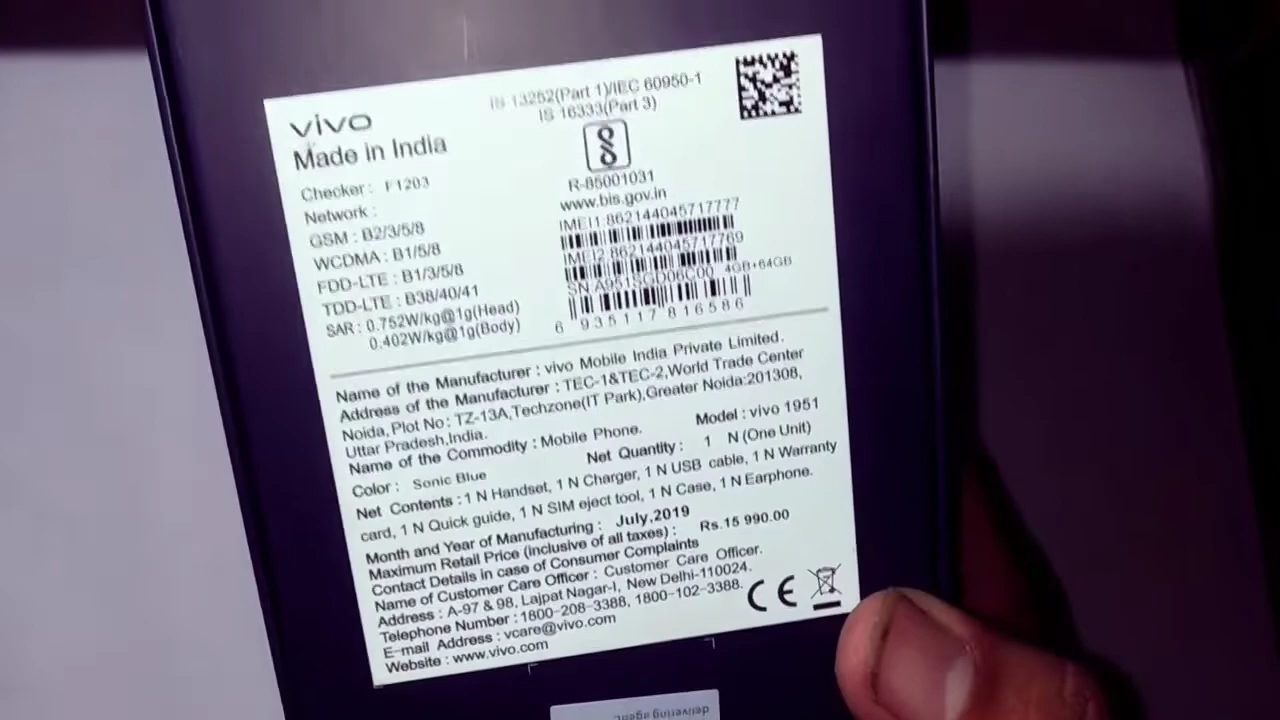 vivo
Made in India
Checker : F1203
Network :
GSM : B2/3/5/8
WCDMA : B1/5/8
FDD-LTE : B1/3/5/8
TDD-LTE : B38/40/41
SAR : 0.752W/kg@1g(Head)
0.402W/kg@1g(Body)
IS 13252(Part 1)/IEC 60950-1
IS 16333(Part 3)
R-85001031
www.bis.gov.in
IMEI1 862144045717777
IMEI2 862144045717769
SN A951SGD06C00 4GB+64GB
6 935117 816586
Name of the Manufacturer : vivo Mobile India Private Limited.
Address of the Manufacturer : TEC-1&TEC-2,World Trade Center
Noida, Plot No : TZ-13A,Techzone(IT Park),Greater Noida:201308,
Uttar Pradesh,India.
Name of the Commodity : Mobile Phone. Model : vivo 1951
Color : Sonic Blue Net Quantity : 1 N (One Unit)
Net Contents : 1 N Handset, 1 N Charger, 1 N USB cable, 1 N Warranty
card, 1 N Quick guide, 1 N SIM eject tool, 1 N Case, 1 N Earphone.
Month and Year of Manufacturing : July,2019
Maximum Retail Price (inclusive of all taxes) : Rs.15 990.00
Contact Details in case of Consumer Complaints
Name of Customer Care Officer : Customer Care Officer.
Address : A-97 & 98, Lajpat Nagar-I, New Delhi-110024.
Telephone Number : 1800-208-3388, 1800-102-3388.
E-mail Address : vcare@vivo.com
Website : www.vivo.com
CE
delivering agent